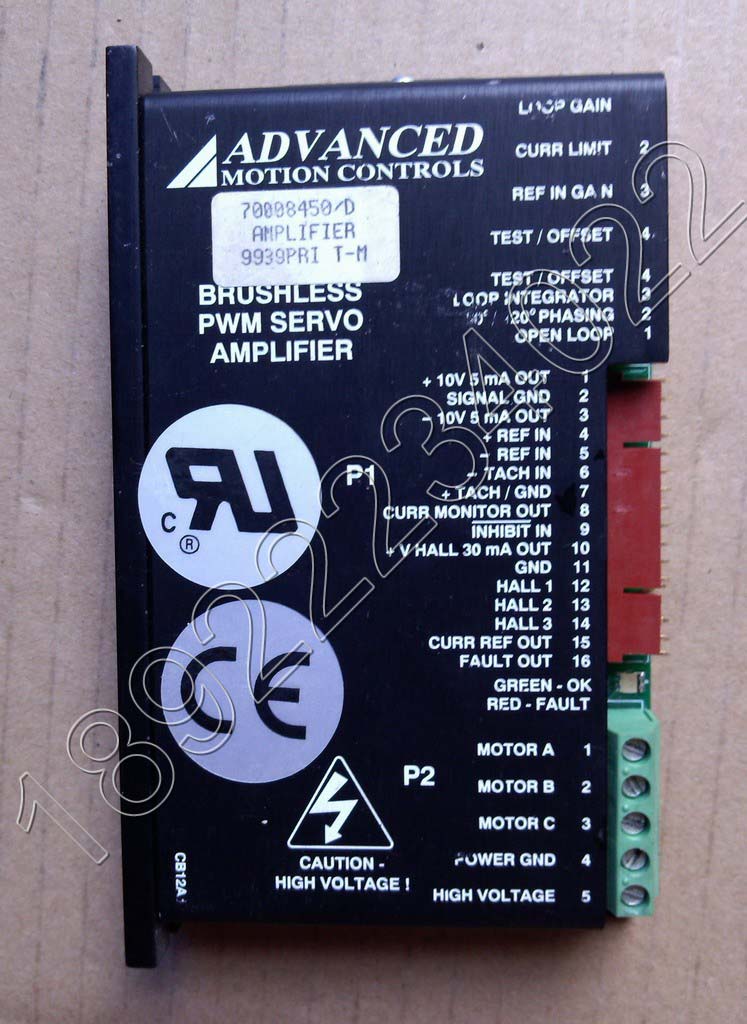 LOOP GAIN
ADVANCED
MOTION CONTROLS
CURR LIMIT 2
REF IN GAIN 3
70008450/D
AMPLIFIER
9939PRI T-M
TEST / OFFSET 4
TEST / OFFSET 4
LOOP INTEGRATOR 3
PHASING 2
OPEN LOOP 1
BRUSHLESS
PWM SERVO
AMPLIFIER
P1
+ 10V 5 mA OUT 1
SIGNAL GND 2
- 10V 5 mA OUT 3
+ REF IN 4
- REF IN 5
- TACH IN 6
+ TACH / GND 7
CURR MONITOR OUT 8
INHIBIT IN 9
+ V HALL 30 mA OUT 10
GND 11
HALL 1 12
HALL 2 13
HALL 3 14
CURR REF OUT 15
FAULT OUT 16
C RU ®
CE
GREEN - OK
RED - FAULT
P2
MOTOR A 1
MOTOR B 2
MOTOR C 3
POWER GND 4
HIGH VOLTAGE 5
CAUTION -
HIGH VOLTAGE !
CB12A
18922234022